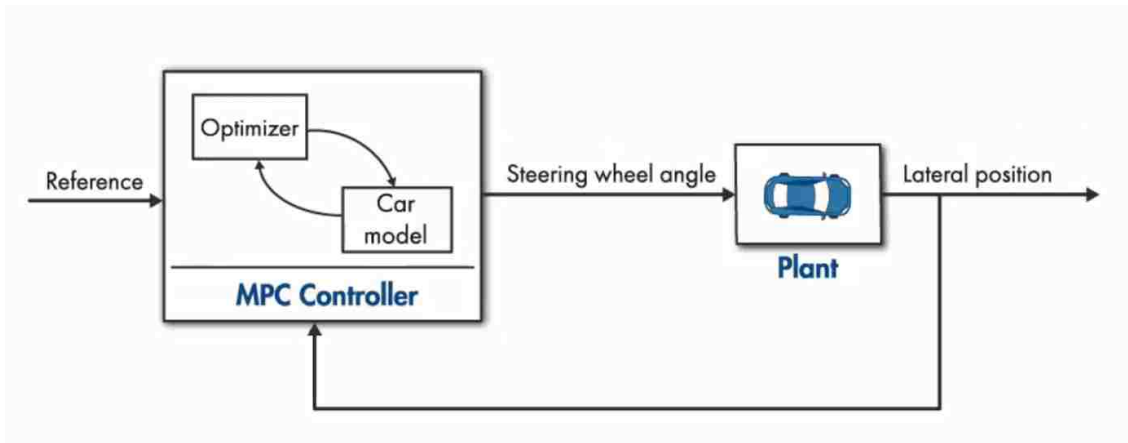 Optimizer
Reference
Car
model
MPC Controller
Steering wheel angle
Plant
Lateral position